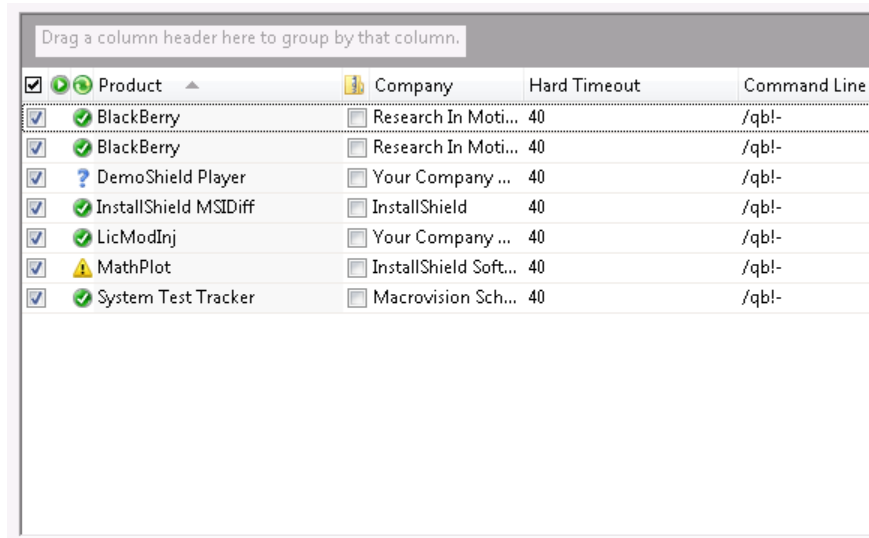 Drag a column header here to group by that column.
Product Company Hard Timeout Command Line
BlackBerry Research In Moti... 40 /qb!-
BlackBerry Research In Moti... 40 /qb!-
? DemoShield Player Your Company ... 40 /qb!-
InstallShield MSIDiff InstallShield 40 /qb!-
LicModInj Your Company ... 40 /qb!-
MathPlot InstallShield Soft... 40 /qb!-
System Test Tracker Macrovision Sch... 40 /qb!-